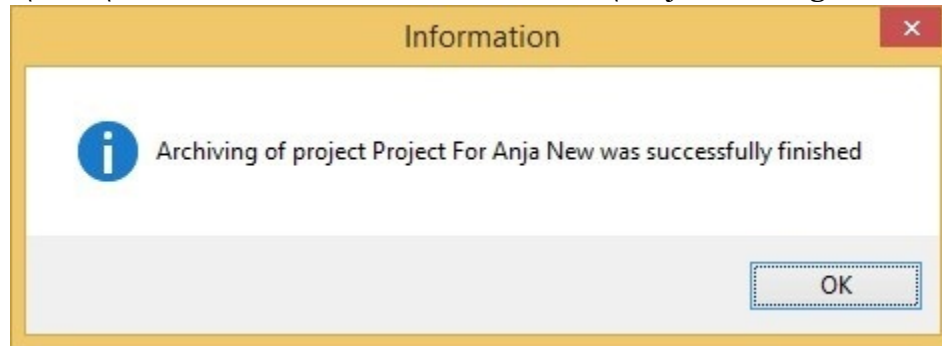 Information
Archiving of project Project For Anja New was successfully finished
OK